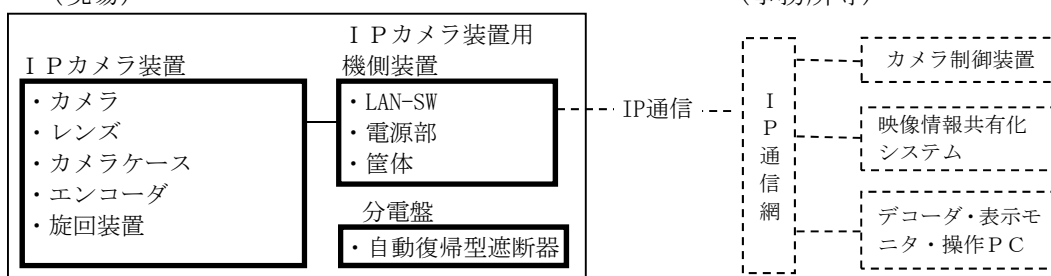 ＩＰカメラ装置
・カメラ
・レンズ
・カメラケース
・エンコーダ
・旋回装置
ＩＰカメラ装置用
機側装置
・LAN-SW
・電源部
・筐体
分電盤
・自動復帰型遮断器
IP通信
ＩＰ通信網
カメラ制御装置
映像情報共有化
システム
デコーダ・表示モ
ニタ・操作ＰＣ